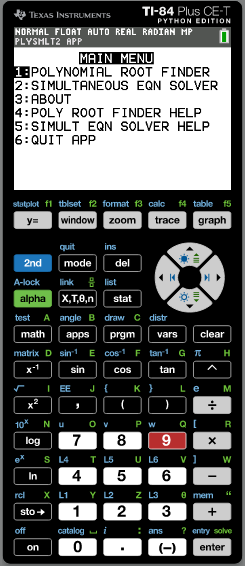 TEXAS INSTRUMENTS TI-84 Plus CE-T
PYTHON EDITION
NORMAL FLOAT AUTO REAL RADIAN MP
PLYSMLT2 APP
MAIN MENU
1:POLYNOMIAL ROOT FINDER
2:SIMULTANEOUS EQN SOLVER
3:ABOUT
4:POLY ROOT FINDER HELP
5:SIMULT EQN SOLVER HELP
6:QUIT APP
statplot f1 tblset f2 format f3 calc f4 table f5
y= window zoom trace graph
quit ins
2nd mode del
A-lock link list
alpha X,T,θ,n stat
test A angle B draw C distr
math apps prgm vars clear
matrix D sin⁻¹ E cos⁻¹ F tan⁻¹ G π H
x⁻¹ sin cos tan ^
√ I EE J { K } L e M
x² , ( ) ÷
10ˣ N u O v P w Q [ R
log 7 8 9 ×
eˣ S L4 T L5 U L6 V ] W
ln 4 5 6 −
rcl X L1 Y L2 Z L3 θ mem "
sto→ 1 2 3 +
off catalog ␣ i : ans ? entry solve
on 0 . (−) enter